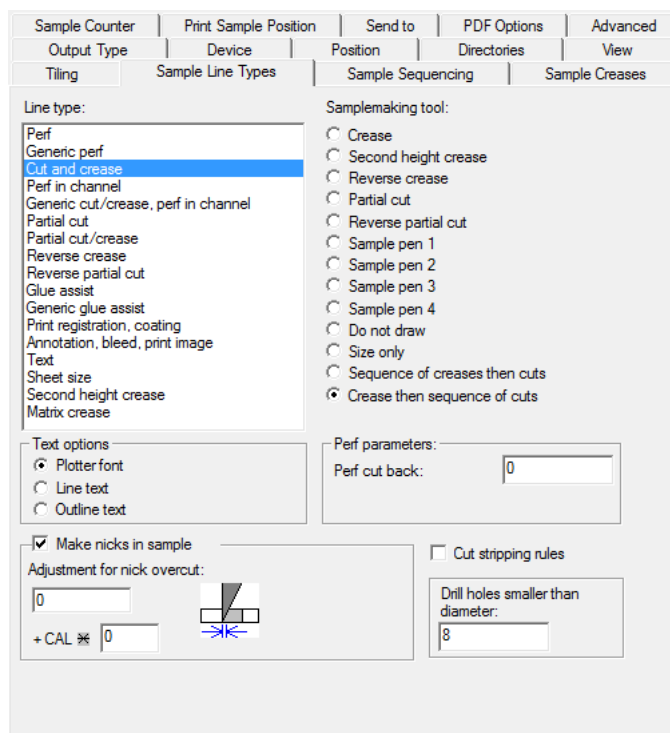 Sample Counter
Print Sample Position
Send to
PDF Options
Advanced
Output Type
Device
Position
Directories
View
Tiling
Sample Line Types
Sample Sequencing
Sample Creases
Line type:
Perf
Generic perf
Cut and crease
Perf in channel
Generic cut/crease, perf in channel
Partial cut
Partial cut/crease
Reverse crease
Reverse partial cut
Glue assist
Generic glue assist
Print registration, coating
Annotation, bleed, print image
Text
Sheet size
Second height crease
Matrix crease
Samplemaking tool:
Crease
Second height crease
Reverse crease
Partial cut
Reverse partial cut
Sample pen 1
Sample pen 2
Sample pen 3
Sample pen 4
Do not draw
Size only
Sequence of creases then cuts
Crease then sequence of cuts
Text options
Plotter font
Line text
Outline text
Perf parameters:
Perf cut back: 0
Make nicks in sample
Adjustment for nick overcut:
0
+ CAL * 0
Cut stripping rules
Drill holes smaller than
diameter:
8